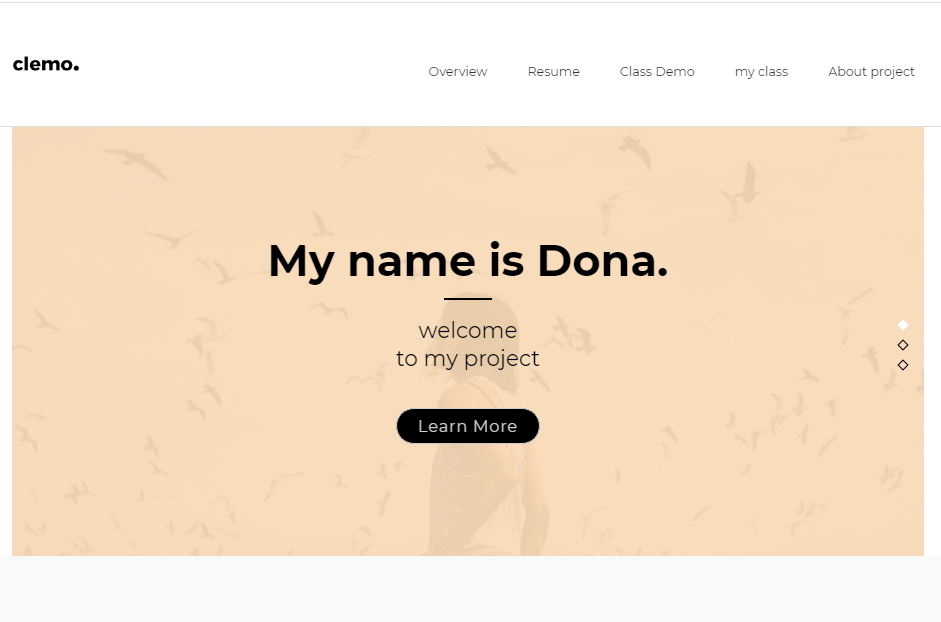 clemo.
Overview Resume Class Demo my class About project
My name is Dona.
welcome
to my project
Learn More